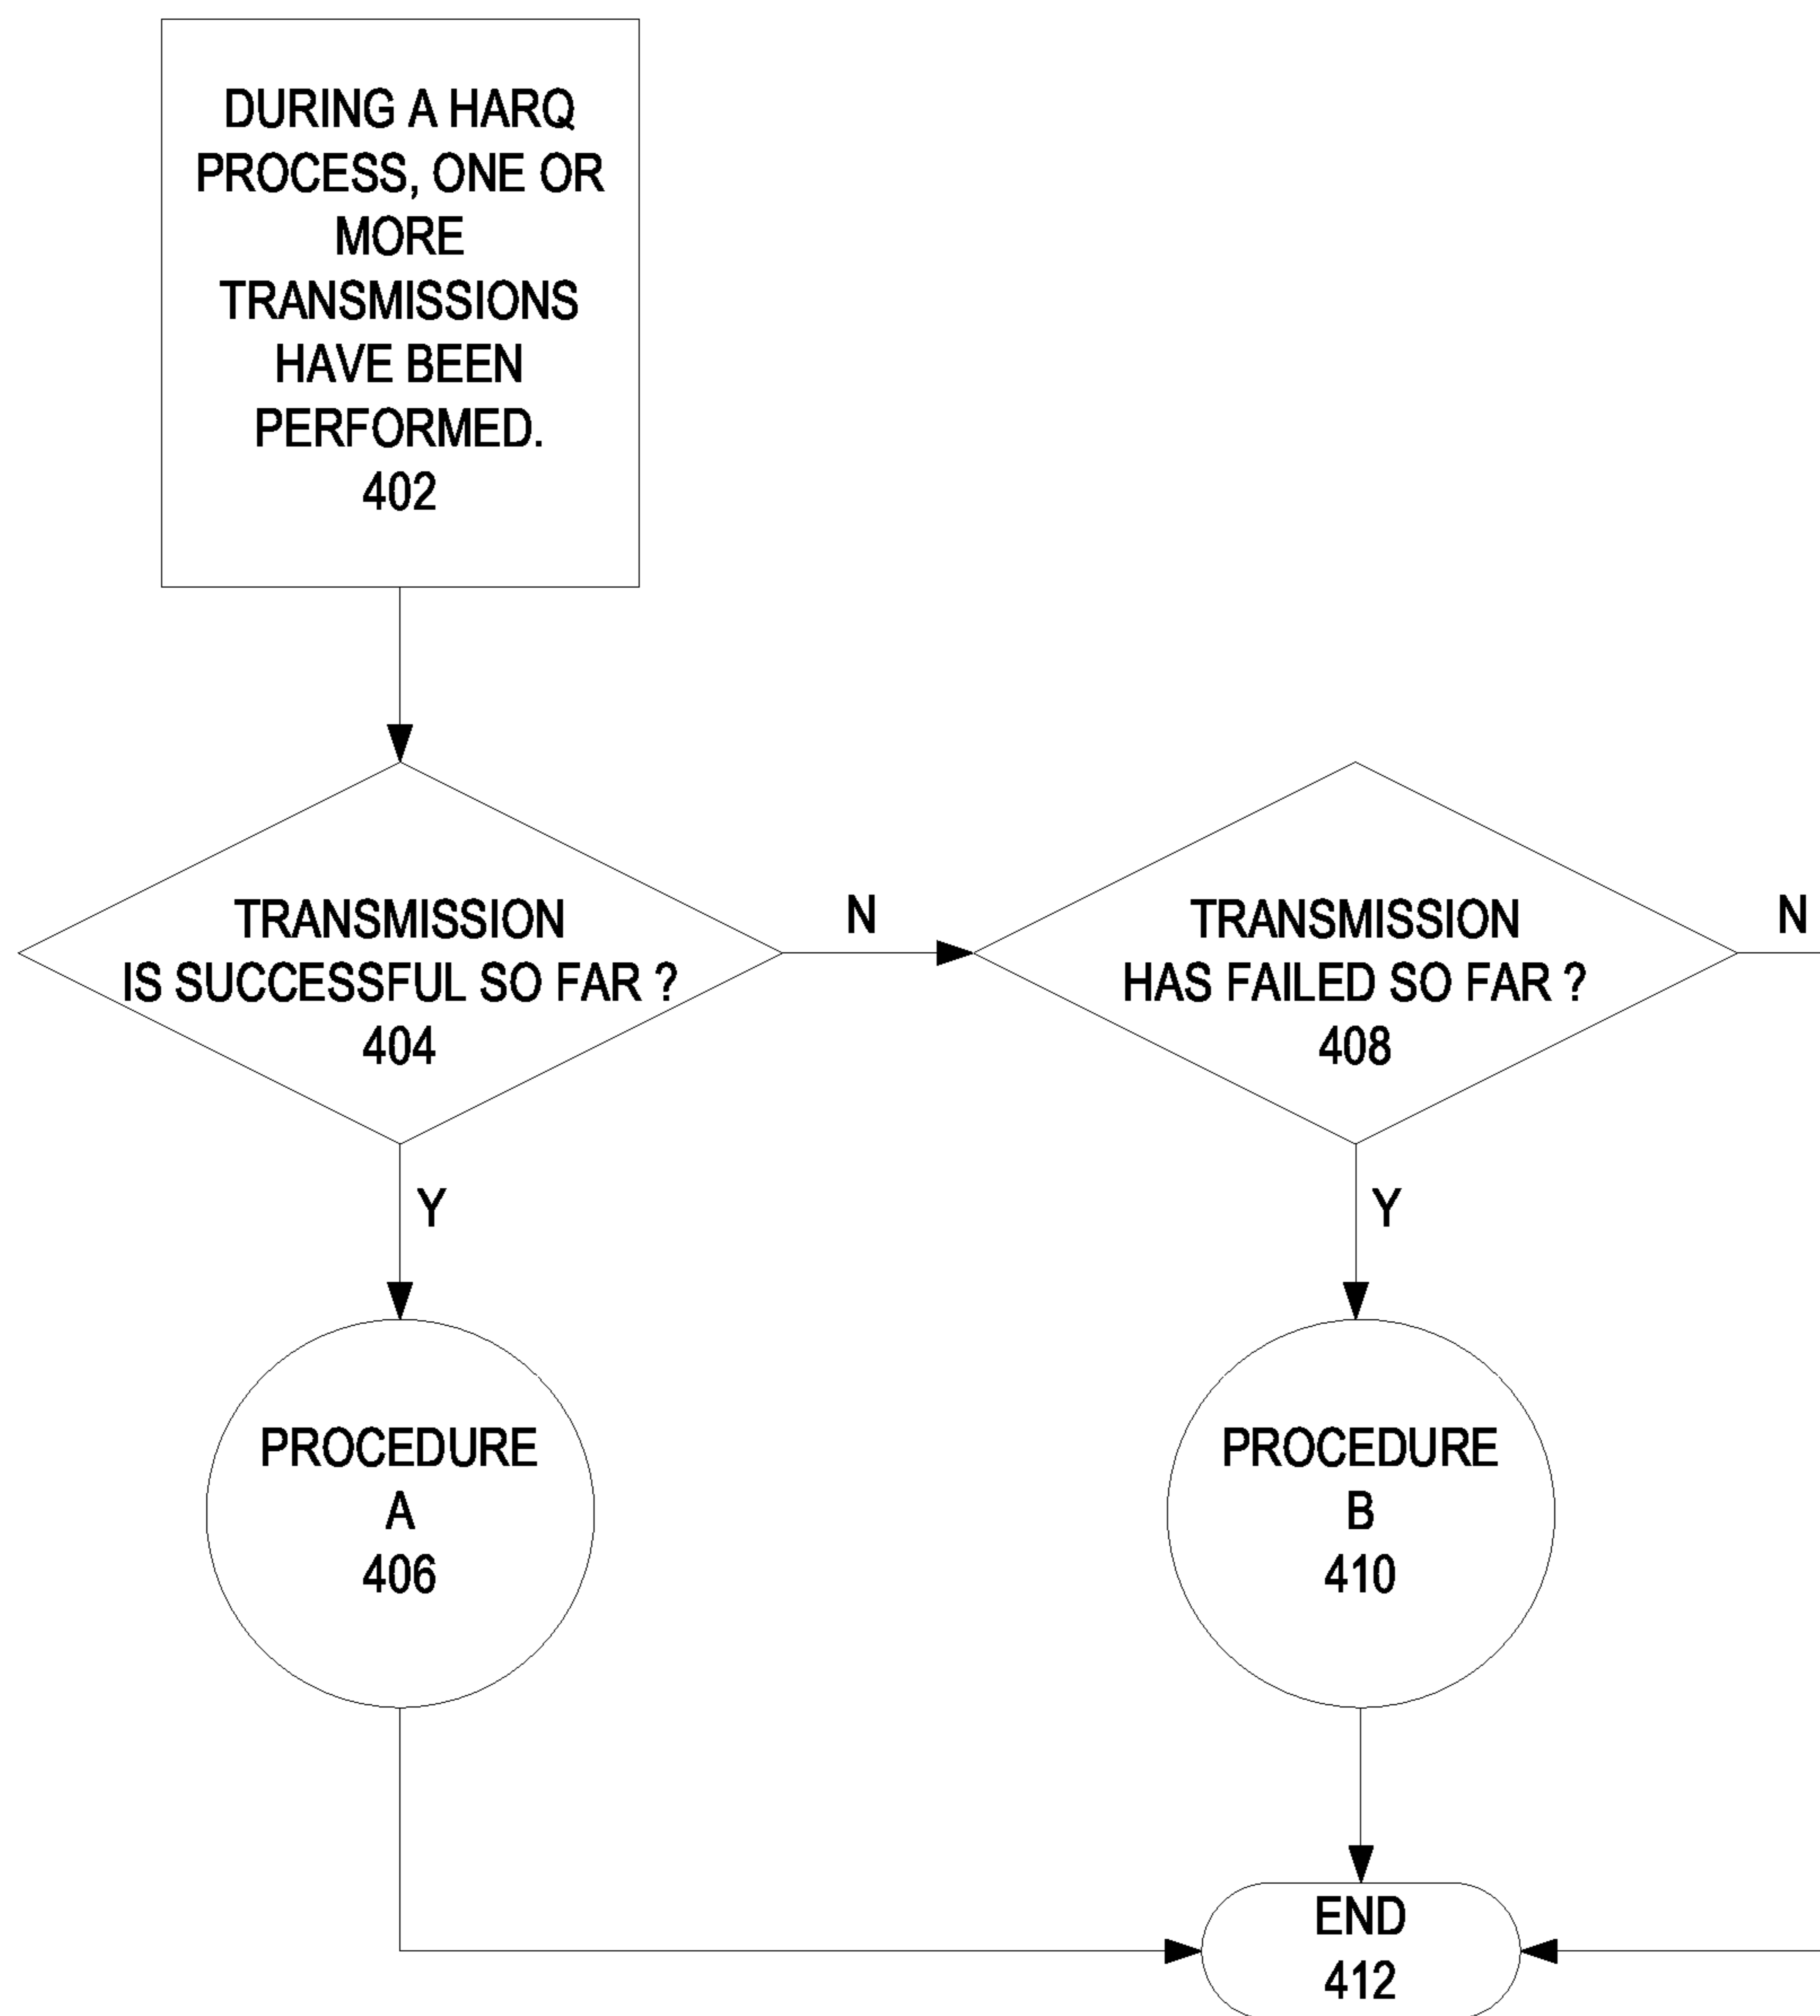 DURING A HARQ
PROCESS, ONE OR
MORE
TRANSMISSIONS
HAVE BEEN
PERFORMED.
402
TRANSMISSION
IS SUCCESSFUL SO FAR ?
404
N
TRANSMISSION
HAS FAILED SO FAR ?
408
N
Y
Y
PROCEDURE
A
406
PROCEDURE
B
410
END
412